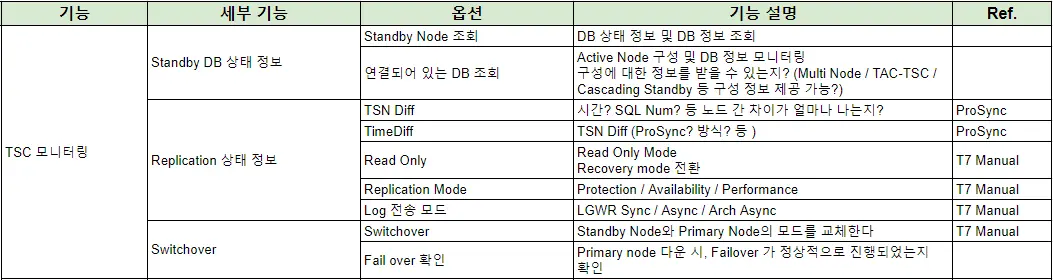 기능 세부 기능 옵션 기능 설명 Ref.
TSC 모니터링
Standby DB 상태 정보
Standby Node 조회 DB 상태 정보 및 DB 정보 조회
연결되어 있는 DB 조회
Active Node 구성 및 DB 정보 모니터링
구성에 대한 정보를 받을 수 있는지? (Multi Node / TAC-TSC /
Cascading Standby 등 구성 정보 제공 가능?)
Replication 상태 정보
TSN Diff 시간? SQL Num? 등 노드 간 차이가 얼마나 나는지? ProSync
TimeDiff TSN Diff (ProSync? 방식? 등 ) ProSync
Read Only
Read Only Mode
Recovery mode 전환
T7 Manual
Replication Mode Protection / Availability / Performance T7 Manual
Log 전송 모드 LGWR Sync / Async / Arch Async T7 Manual
Switchover
Switchover Standby Node와 Primary Node의 모드를 교체한다 T7 Manual
Fail over 확인
Primary node 다운 시, Failover 가 정상적으로 진행되었는지
확인